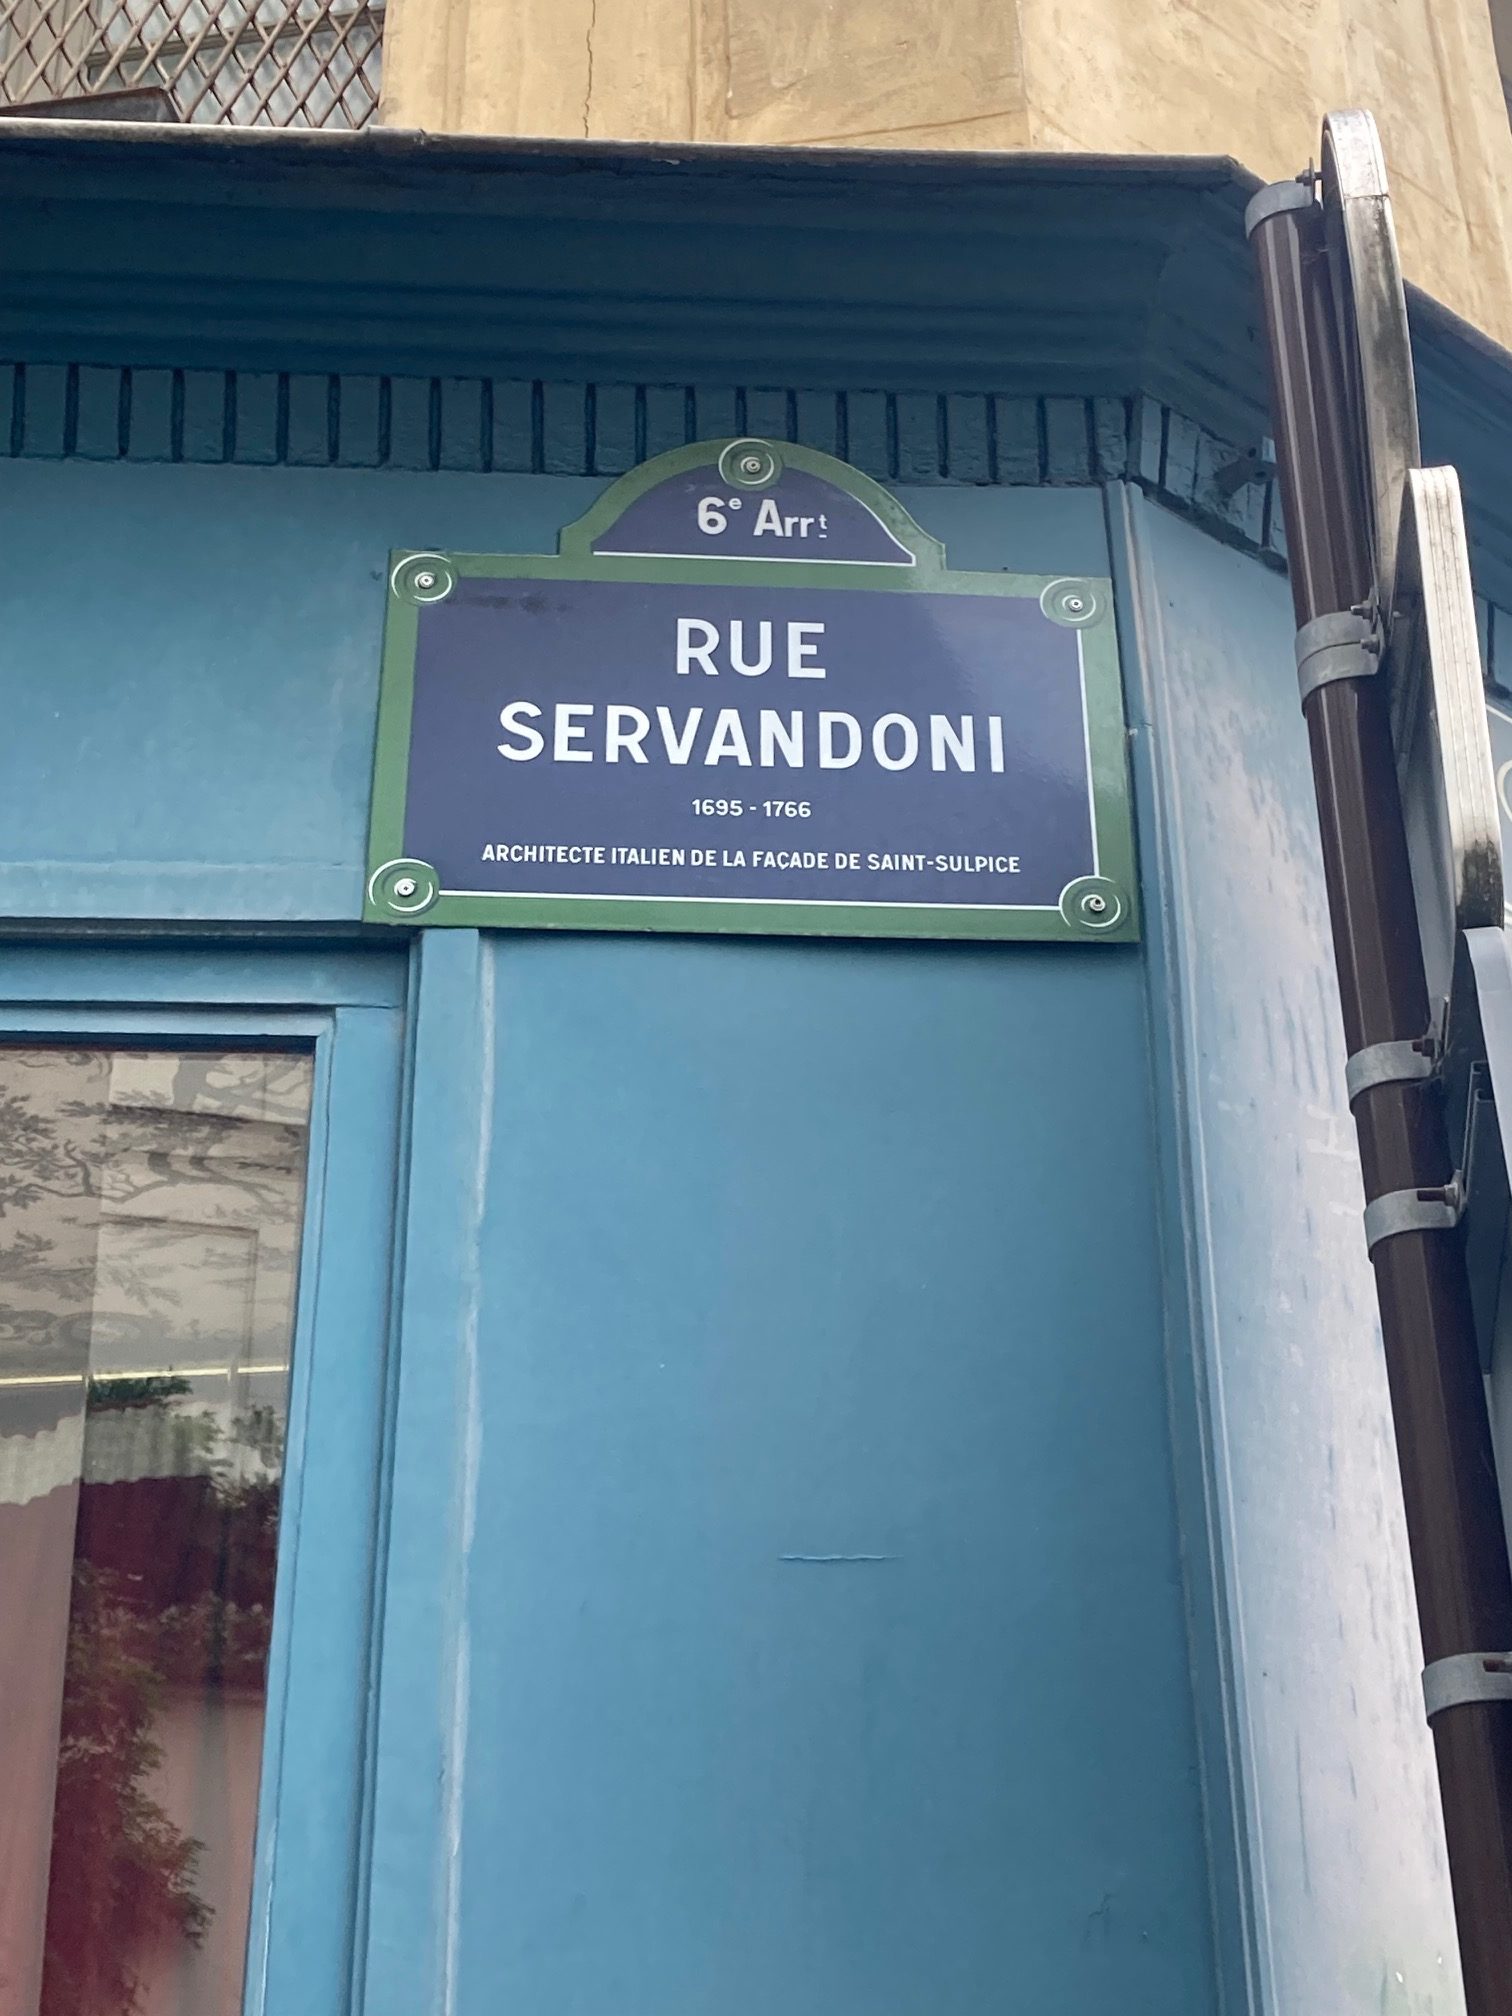 6e Arrt
RUE
SERVANDONI
1695 - 1766
ARCHITECTE ITALIEN DE LA FAÇADE DE SAINT-SULPICE